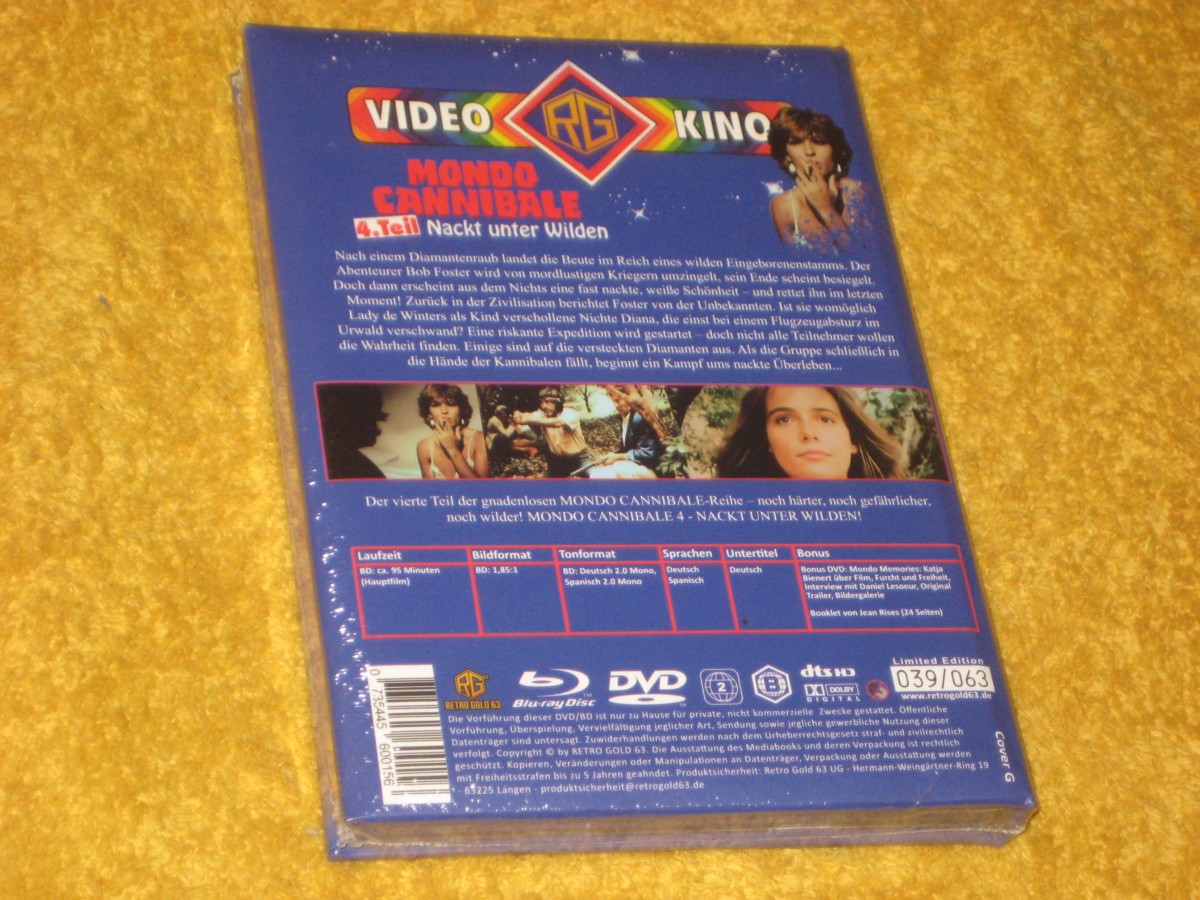 VIDEO RG KINO
MONDO
CANNIBALE
4.Teil Nackt unter Wilden
Nach einem Diamantenraub landet die Beute im Reich eines wilden Eingeborenenstamms. Der
Abenteurer Bob Foster wird von mordlustigen Kriegern umzingelt, sein Ende scheint besiegelt.
Doch dann erscheint aus dem Nichts eine fast nackte, weiße Schönheit – und rettet ihn im letzten
Moment! Zurück in der Zivilisation berichtet Foster von der Unbekannten. Ist sie womöglich
Lady de Winters als Kind verschollene Nichte Diana, die einst bei einem Flugzeugabsturz im
Urwald verschwand? Eine riskante Expedition wird gestartet – doch nicht alle Teilnehmer wollen
die Wahrheit finden. Einige sind auf die versteckten Diamanten aus. Als die Gruppe schließlich in
die Hände der Kannibalen fällt, beginnt ein Kampf ums nackte Überleben...
Der vierte Teil der gnadenlosen MONDO CANNIBALE-Reihe – noch härter, noch gefährlicher,
noch wilder! MONDO CANNIBALE 4 - NACKT UNTER WILDEN!
Laufzeit
BD: ca. 95 Minuten
(Hauptfilm)
Bildformat
BD: 1,85:1
Tonformat
BD: Deutsch 2.0 Mono,
Spanisch 2.0 Mono
Sprachen
Deutsch
Spanisch
Untertitel
Deutsch
Bonus
Bonus DVD: Mondo Memories: Katja
Bienert über Film, Furcht und Freiheit,
Interview mit Daniel Lesoeur, Original
Trailer, Bildergalerie
Booklet von Jean Rises (24 Seiten)
0 735445 600156
RG
RETRO GOLD 63
Blu-ray Disc
DVD
2
dts HD
DOLBY
DIGITAL
Limited Edition
039/063
www.retrogold63.de
Die Vorführung dieser DVD/BD ist nur zu Hause für private, nicht kommerzielle Zwecke gestattet. Öffentliche
Vorführung, Überspielung, Vervielfältigung jeglicher Art, Sendung sowie jegliche gewerbliche Nutzung dieser
Datenträger sind untersagt. Zuwiderhandlungen werden nach dem Urheberrechtsgesetz straf- und zivilrechtlich
verfolgt. Copyright © by RETRO GOLD 63. Die Ausstattung des Mediabooks und deren Verpackung ist rechtlich
geschützt. Kopieren, Veränderungen oder Manipulationen an Datenträger, Verpackung oder Ausstattung werden
mit Freiheitsstrafen bis zu 5 Jahren geahndet. Produktsicherheit: Retro Gold 63 UG - Hermann-Weingärtner-Ring 19
- 63225 Langen - produktsicherheit@retrogold63.de
Cover G